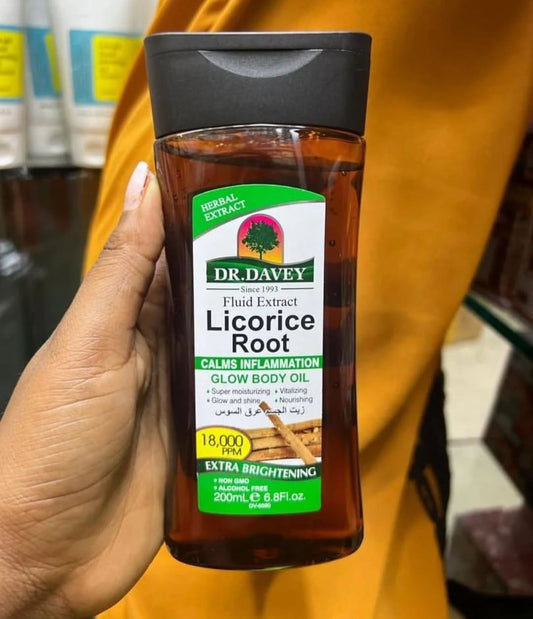 HERBAL
EXTRACT
DR.DAVEY
Since 1993
Fluid Extract
Licorice
Root
CALMS INFLAMMATION
GLOW BODY OIL
♦ Super moisturizing ♦ Vitalizing
♦ Glow and shine ♦ Nourishing
زيت الجسم عرق السوس
18,000
PPM
EXTRA BRIGHTENING
♦ NON GMO
♦ ALCOHOL FREE
200mL℮ 6.8Fl.oz.